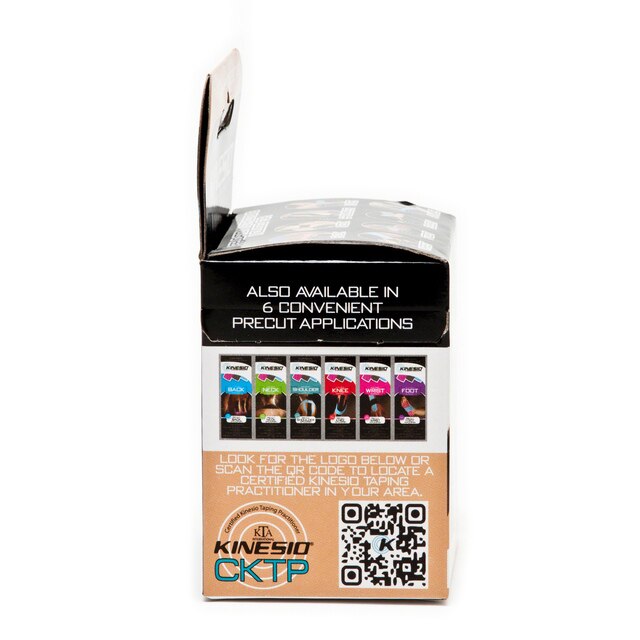 ALSO AVAILABLE IN
6 CONVENIENT
PRECUT APPLICATIONS
KINESIO KINESIO KINESIO KINESIO KINESIO KINESIO
BACK NECK SHOULDER KNEE WRIST FOOT
LOOK FOR THE LOGO BELOW OR
SCAN THE QR CODE TO LOCATE A
CERTIFIED KINESIO TAPING
PRACTITIONER IN YOUR AREA.
Certified Kinesio Taping Practitioner
KTA
KINESIO®
CKTP
K